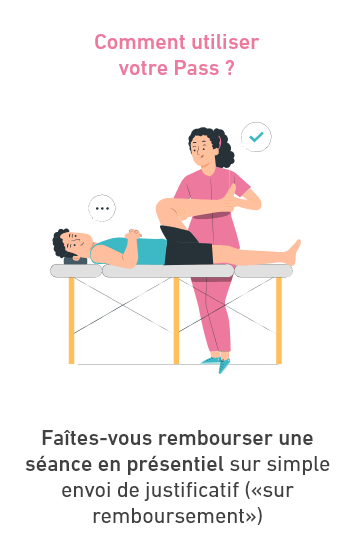 Comment utiliser
votre Pass ?
Faîtes-vous rembourser une
séance en présentiel sur simple
envoi de justificatif («sur
remboursement»)